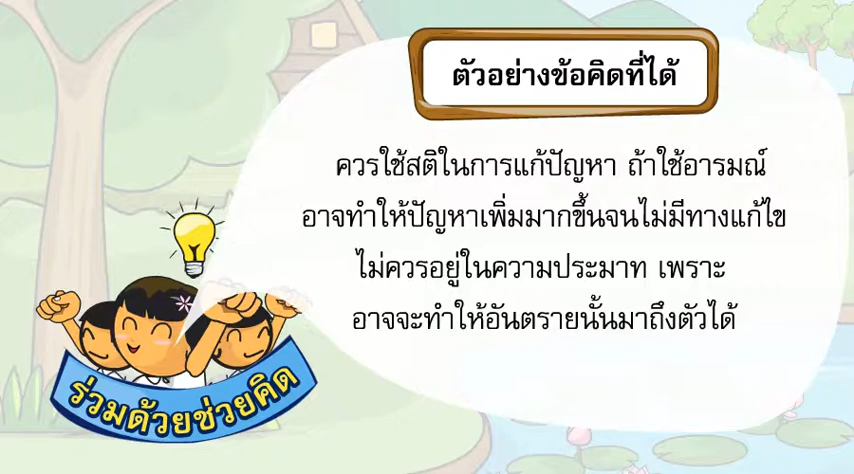 ตัวอย่างข้อคิดที่ได้
ควรใช้สติในการแก้ปัญหา ถ้าใช้อารมณ์
อาจทำให้ปัญหาเพิ่มมากขึ้นจนไม่มีทางแก้ไข
ไม่ควรอยู่ในความประมาท เพราะ
อาจจะทำให้อันตรายนั้นมาถึงตัวได้
ร่วมด้วยช่วยคิด